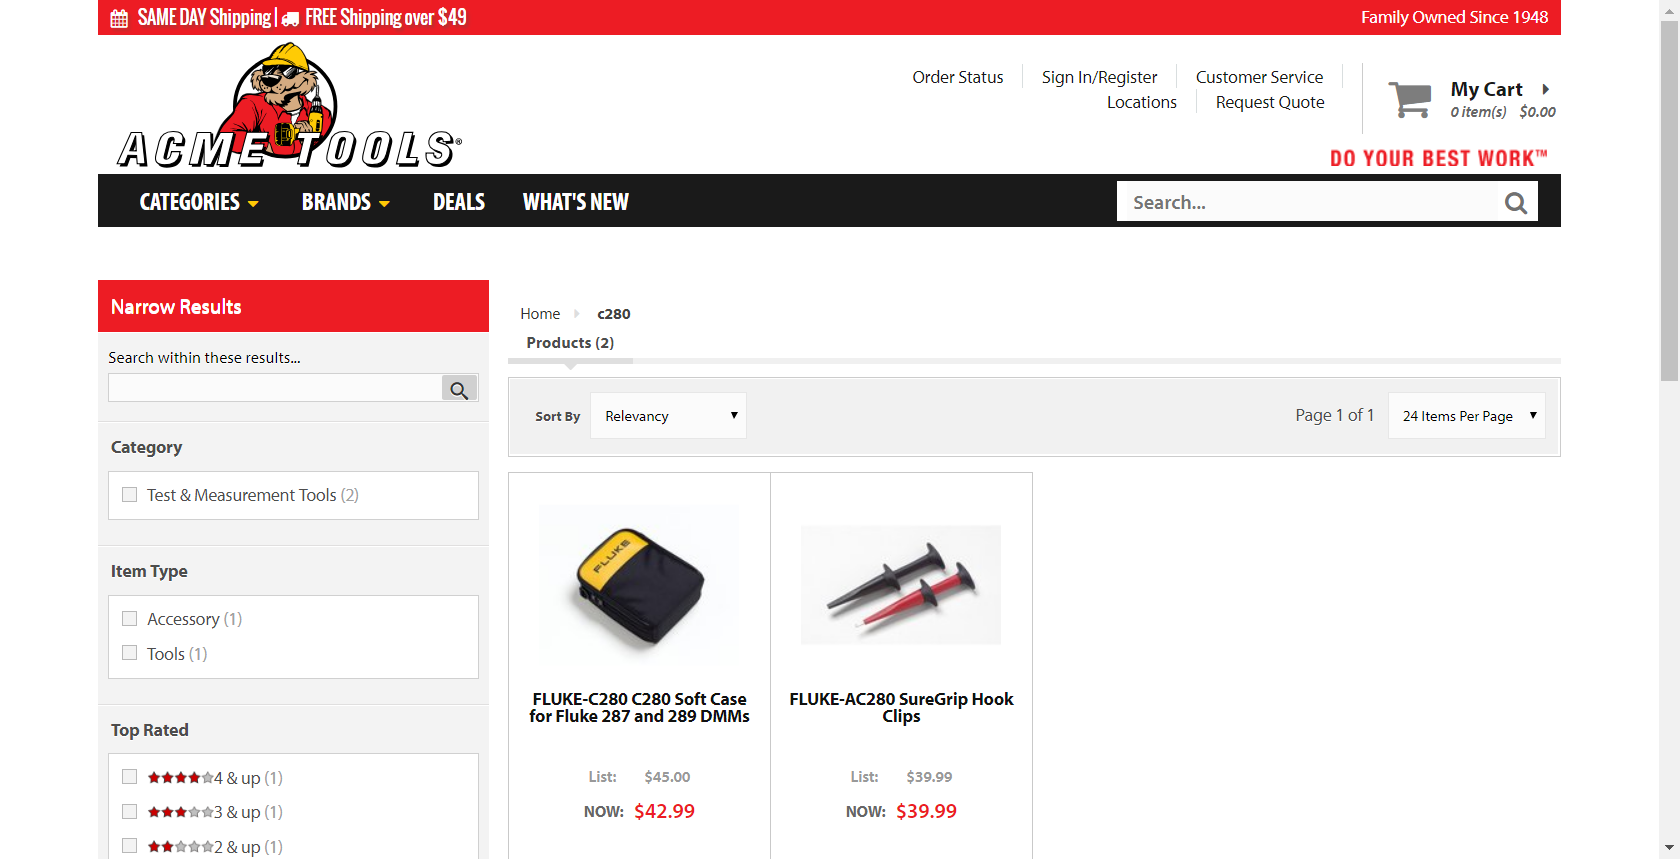 SAME DAY Shipping | FREE Shipping over $49
Family Owned Since 1948
ACME TOOLS®
Order Status
Sign In/Register
Customer Service
Locations
Request Quote
My Cart
0 item(s) $0.00
DO YOUR BEST WORK™
CATEGORIES
BRANDS
DEALS
WHAT'S NEW
Search...
Narrow Results
Search within these results...
Category
Test & Measurement Tools (2)
Item Type
Accessory (1)
Tools (1)
Top Rated
4 & up (1)
3 & up (1)
2 & up (1)
Home
c280
Products (2)
Sort By
Relevancy
Page 1 of 1
24 Items Per Page
FLUKE
FLUKE-C280 C280 Soft Case
for Fluke 287 and 289 DMMs
List: $45.00
NOW: $42.99
FLUKE-AC280 SureGrip Hook
Clips
List: $39.99
NOW: $39.99